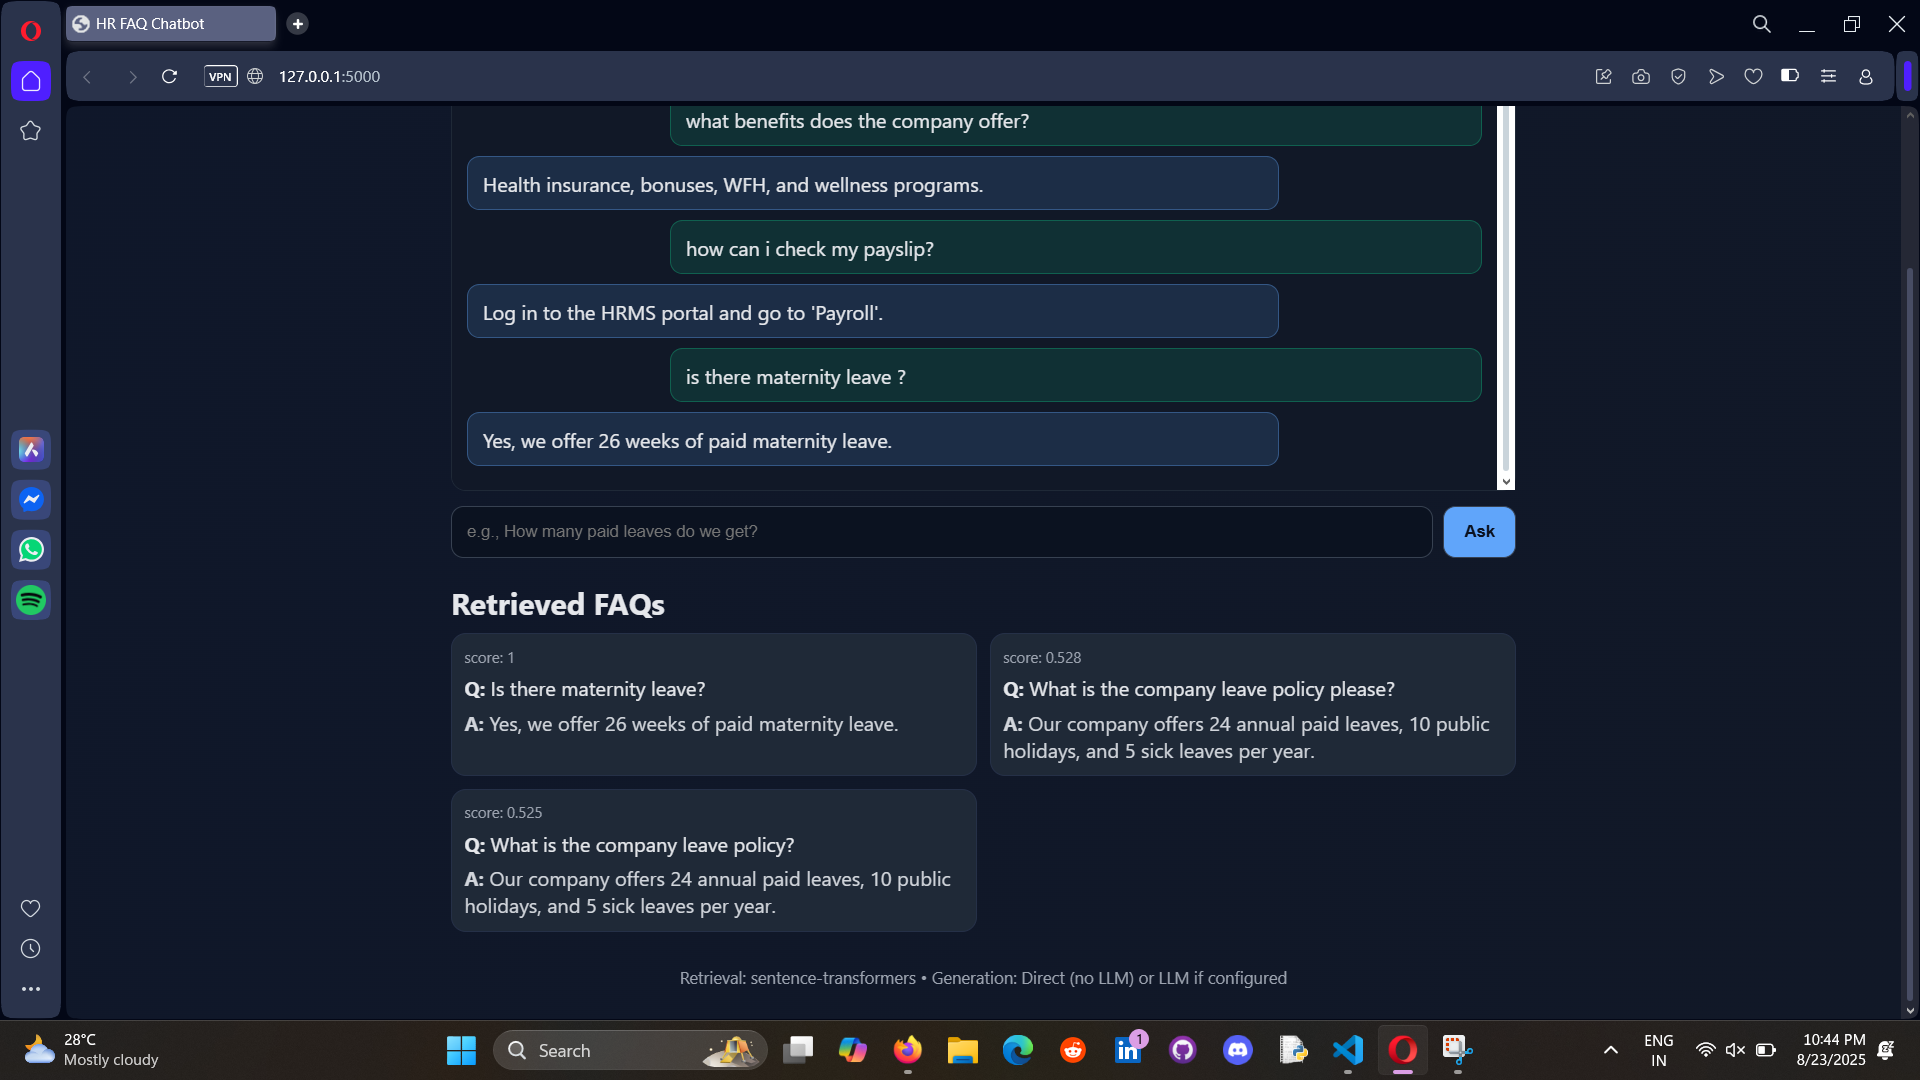 HR FAQ Chatbot
VPN
127.0.0.1:5000
what benefits does the company offer?
Health insurance, bonuses, WFH, and wellness programs.
how can i check my payslip?
Log in to the HRMS portal and go to 'Payroll'.
is there maternity leave ?
Yes, we offer 26 weeks of paid maternity leave.
e.g., How many paid leaves do we get?
Ask
Retrieved FAQs
score: 1
Q: Is there maternity leave?
A: Yes, we offer 26 weeks of paid maternity leave.
score: 0.528
Q: What is the company leave policy please?
A: Our company offers 24 annual paid leaves, 10 public
holidays, and 5 sick leaves per year.
score: 0.525
Q: What is the company leave policy?
A: Our company offers 24 annual paid leaves, 10 public
holidays, and 5 sick leaves per year.
Retrieval: sentence-transformers • Generation: Direct (no LLM) or LLM if configured
28°C
Mostly cloudy
Search
1
ENG
IN
10:44 PM
8/23/2025